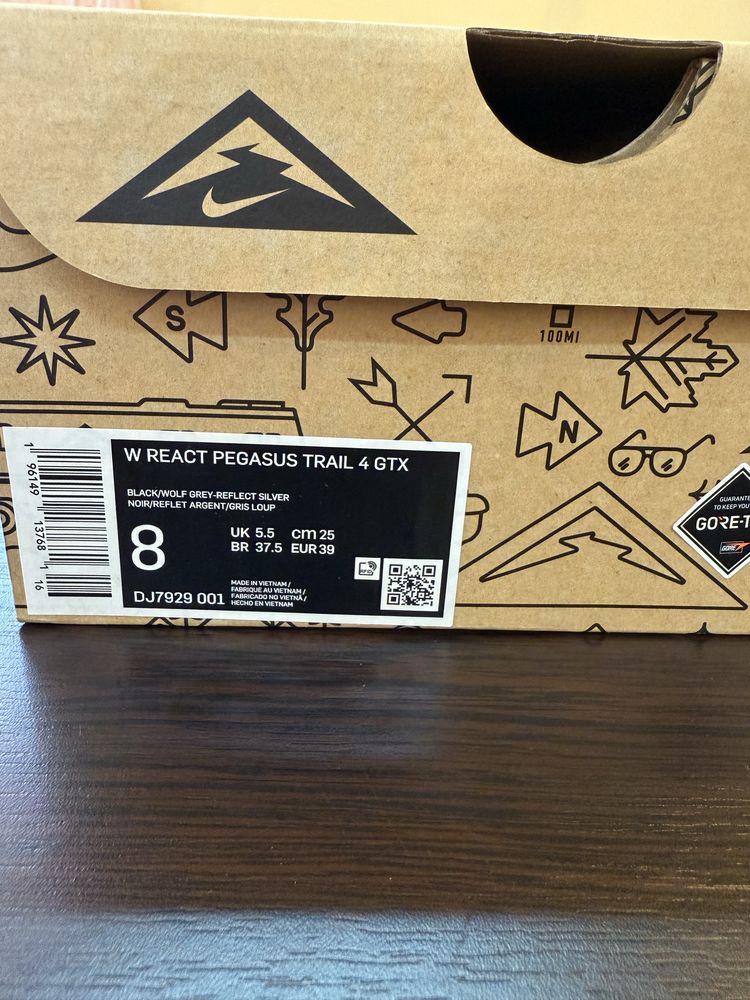 S
100MI
N
W REACT PEGASUS TRAIL 4 GTX
BLACK/WOLF GREY-REFLECT SILVER
NOIR/REFLET ARGENT/GRIS LOUP
8
UK 5.5 cm 25
BR 37.5 EUR 39
RFID
DJ7929 001
MADE IN VIETNAM /
FABRIQUÉ AU VIETNAM /
FABRICADO NO VIETNÃ /
HECHO EN VIETNAM
1 96149 13768 16
TO KEEP YOU
GORE-T
GORE